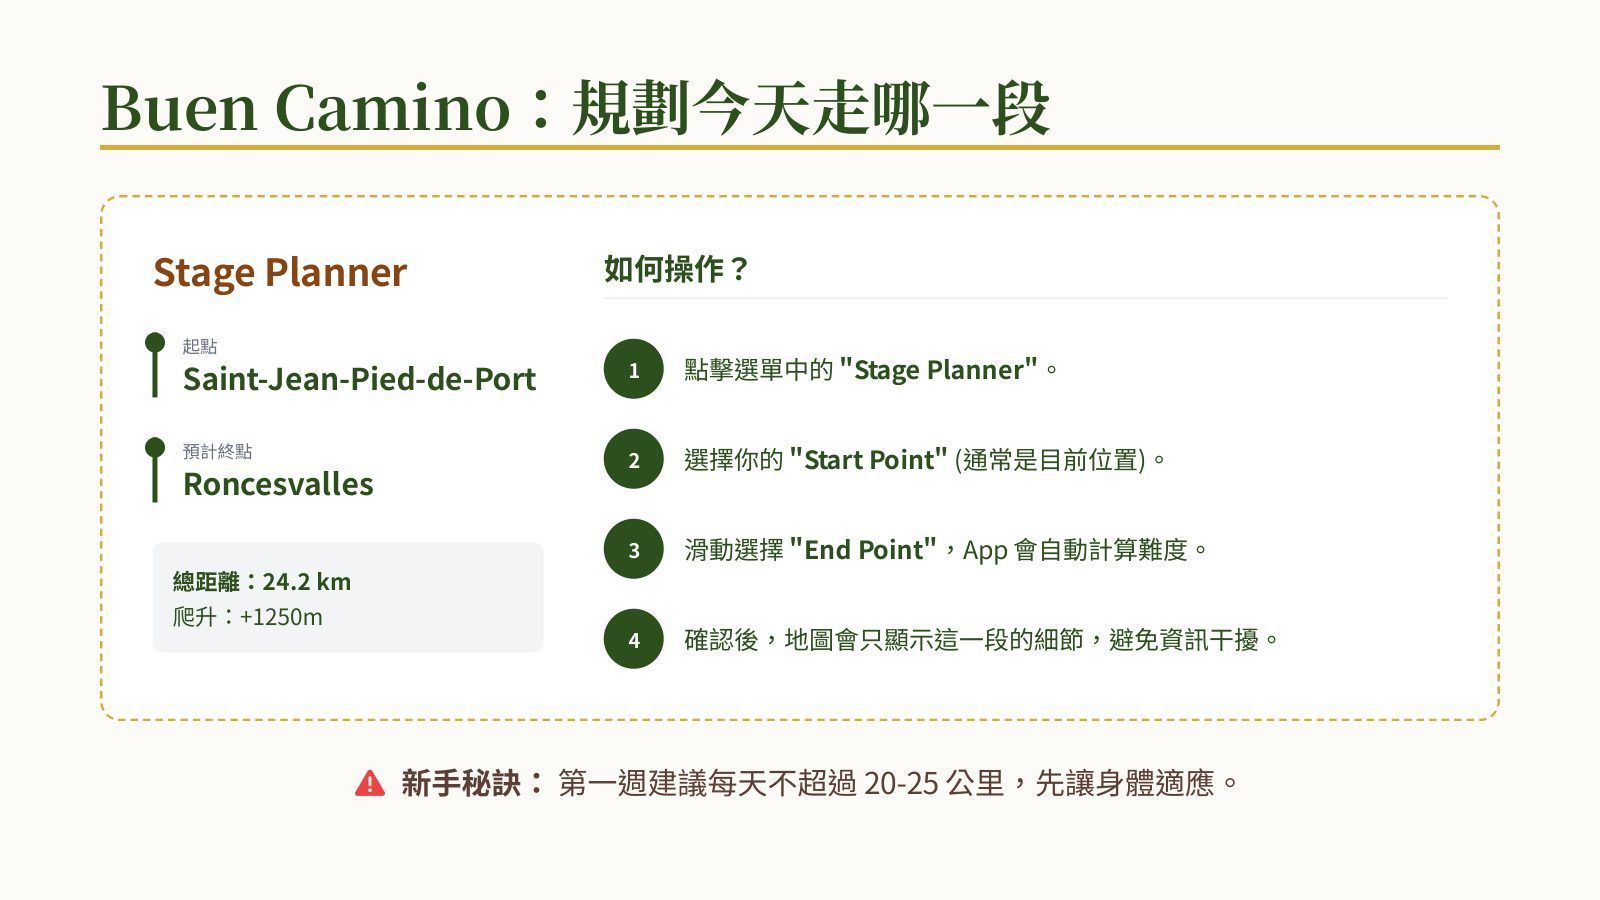 Buen Camino：規劃今天走哪一段
Stage Planner
起點
Saint-Jean-Pied-de-Port
預計終點
Roncesvalles
總距離：24.2 km
爬升：+1250m
如何操作？
1 點擊選單中的 "Stage Planner"。
2 選擇你的 "Start Point" (通常是目前位置)。
3 滑動選擇 "End Point"，App 會自動計算難度。
4 確認後，地圖會只顯示這一段的細節，避免資訊干擾。
新手秘訣： 第一週建議每天不超過 20-25 公里，先讓身體適應。